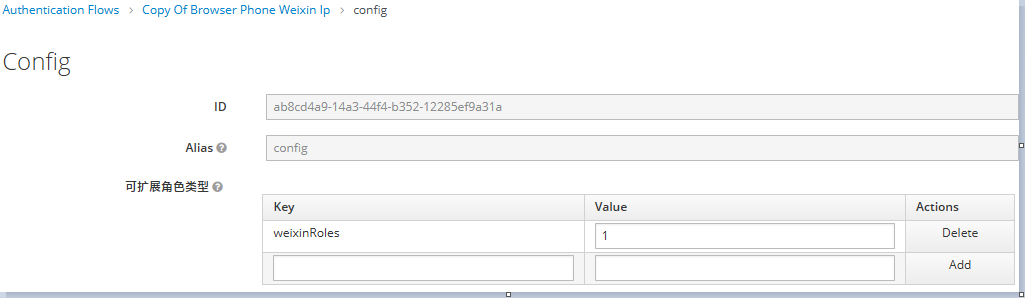 Authentication Flows > Copy Of Browser Phone Weixin Ip > config
Config
ID ab8cd4a9-14a3-44f4-b352-12285ef9a31a
Alias config
可扩展角色类型
Key Value Actions
weixinRoles 1 Delete
Add